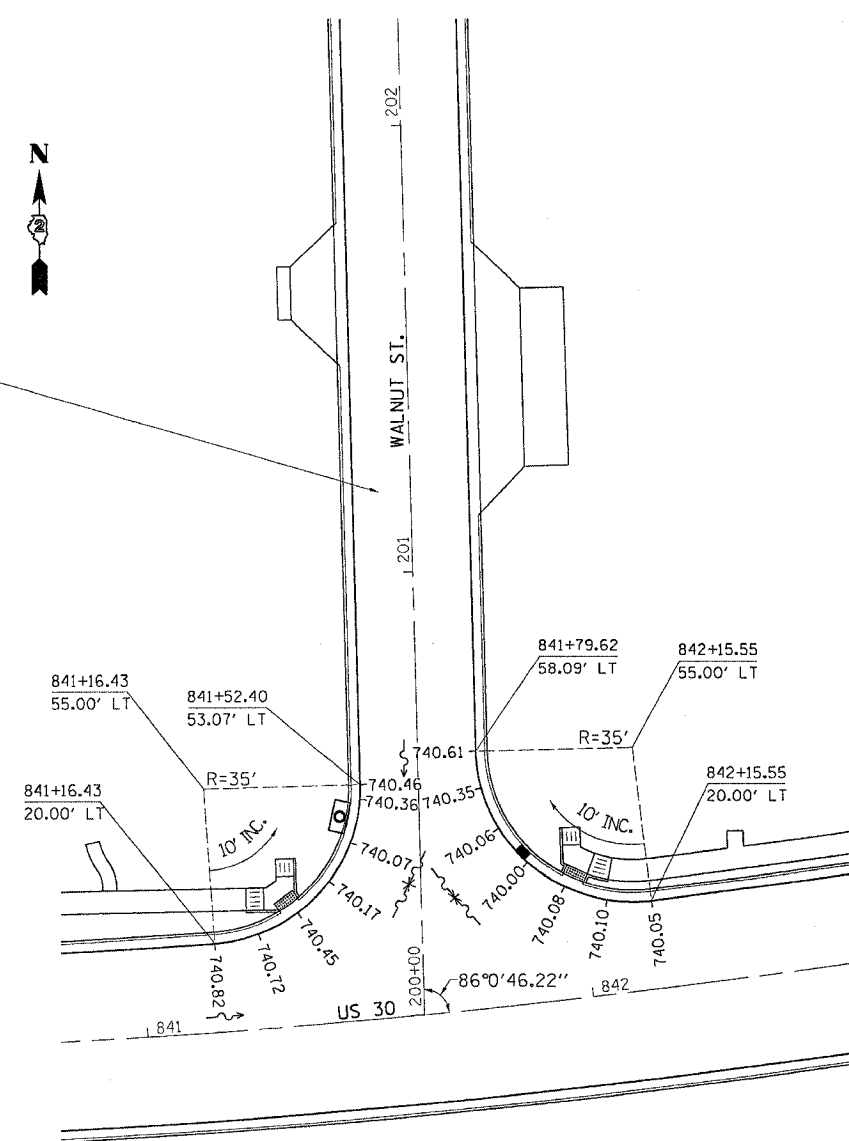 202
N
2
WALNUT ST.
201
841+79.62
58.09' LT
842+15.55
55.00' LT
841+16.43
55.00' LT
841+52.40
53.07' LT
R=35'
740.61
R=35'
740.46
842+15.55
20.00' LT
841+16.43
20.00' LT
740.36
740.35
10' INC.
10' INC.
740.07
740.06
740.17
740.00
740.45
740.08
740.72
740.10
740.82
740.05
200+00
86°0'46.22''
US 30
842
841